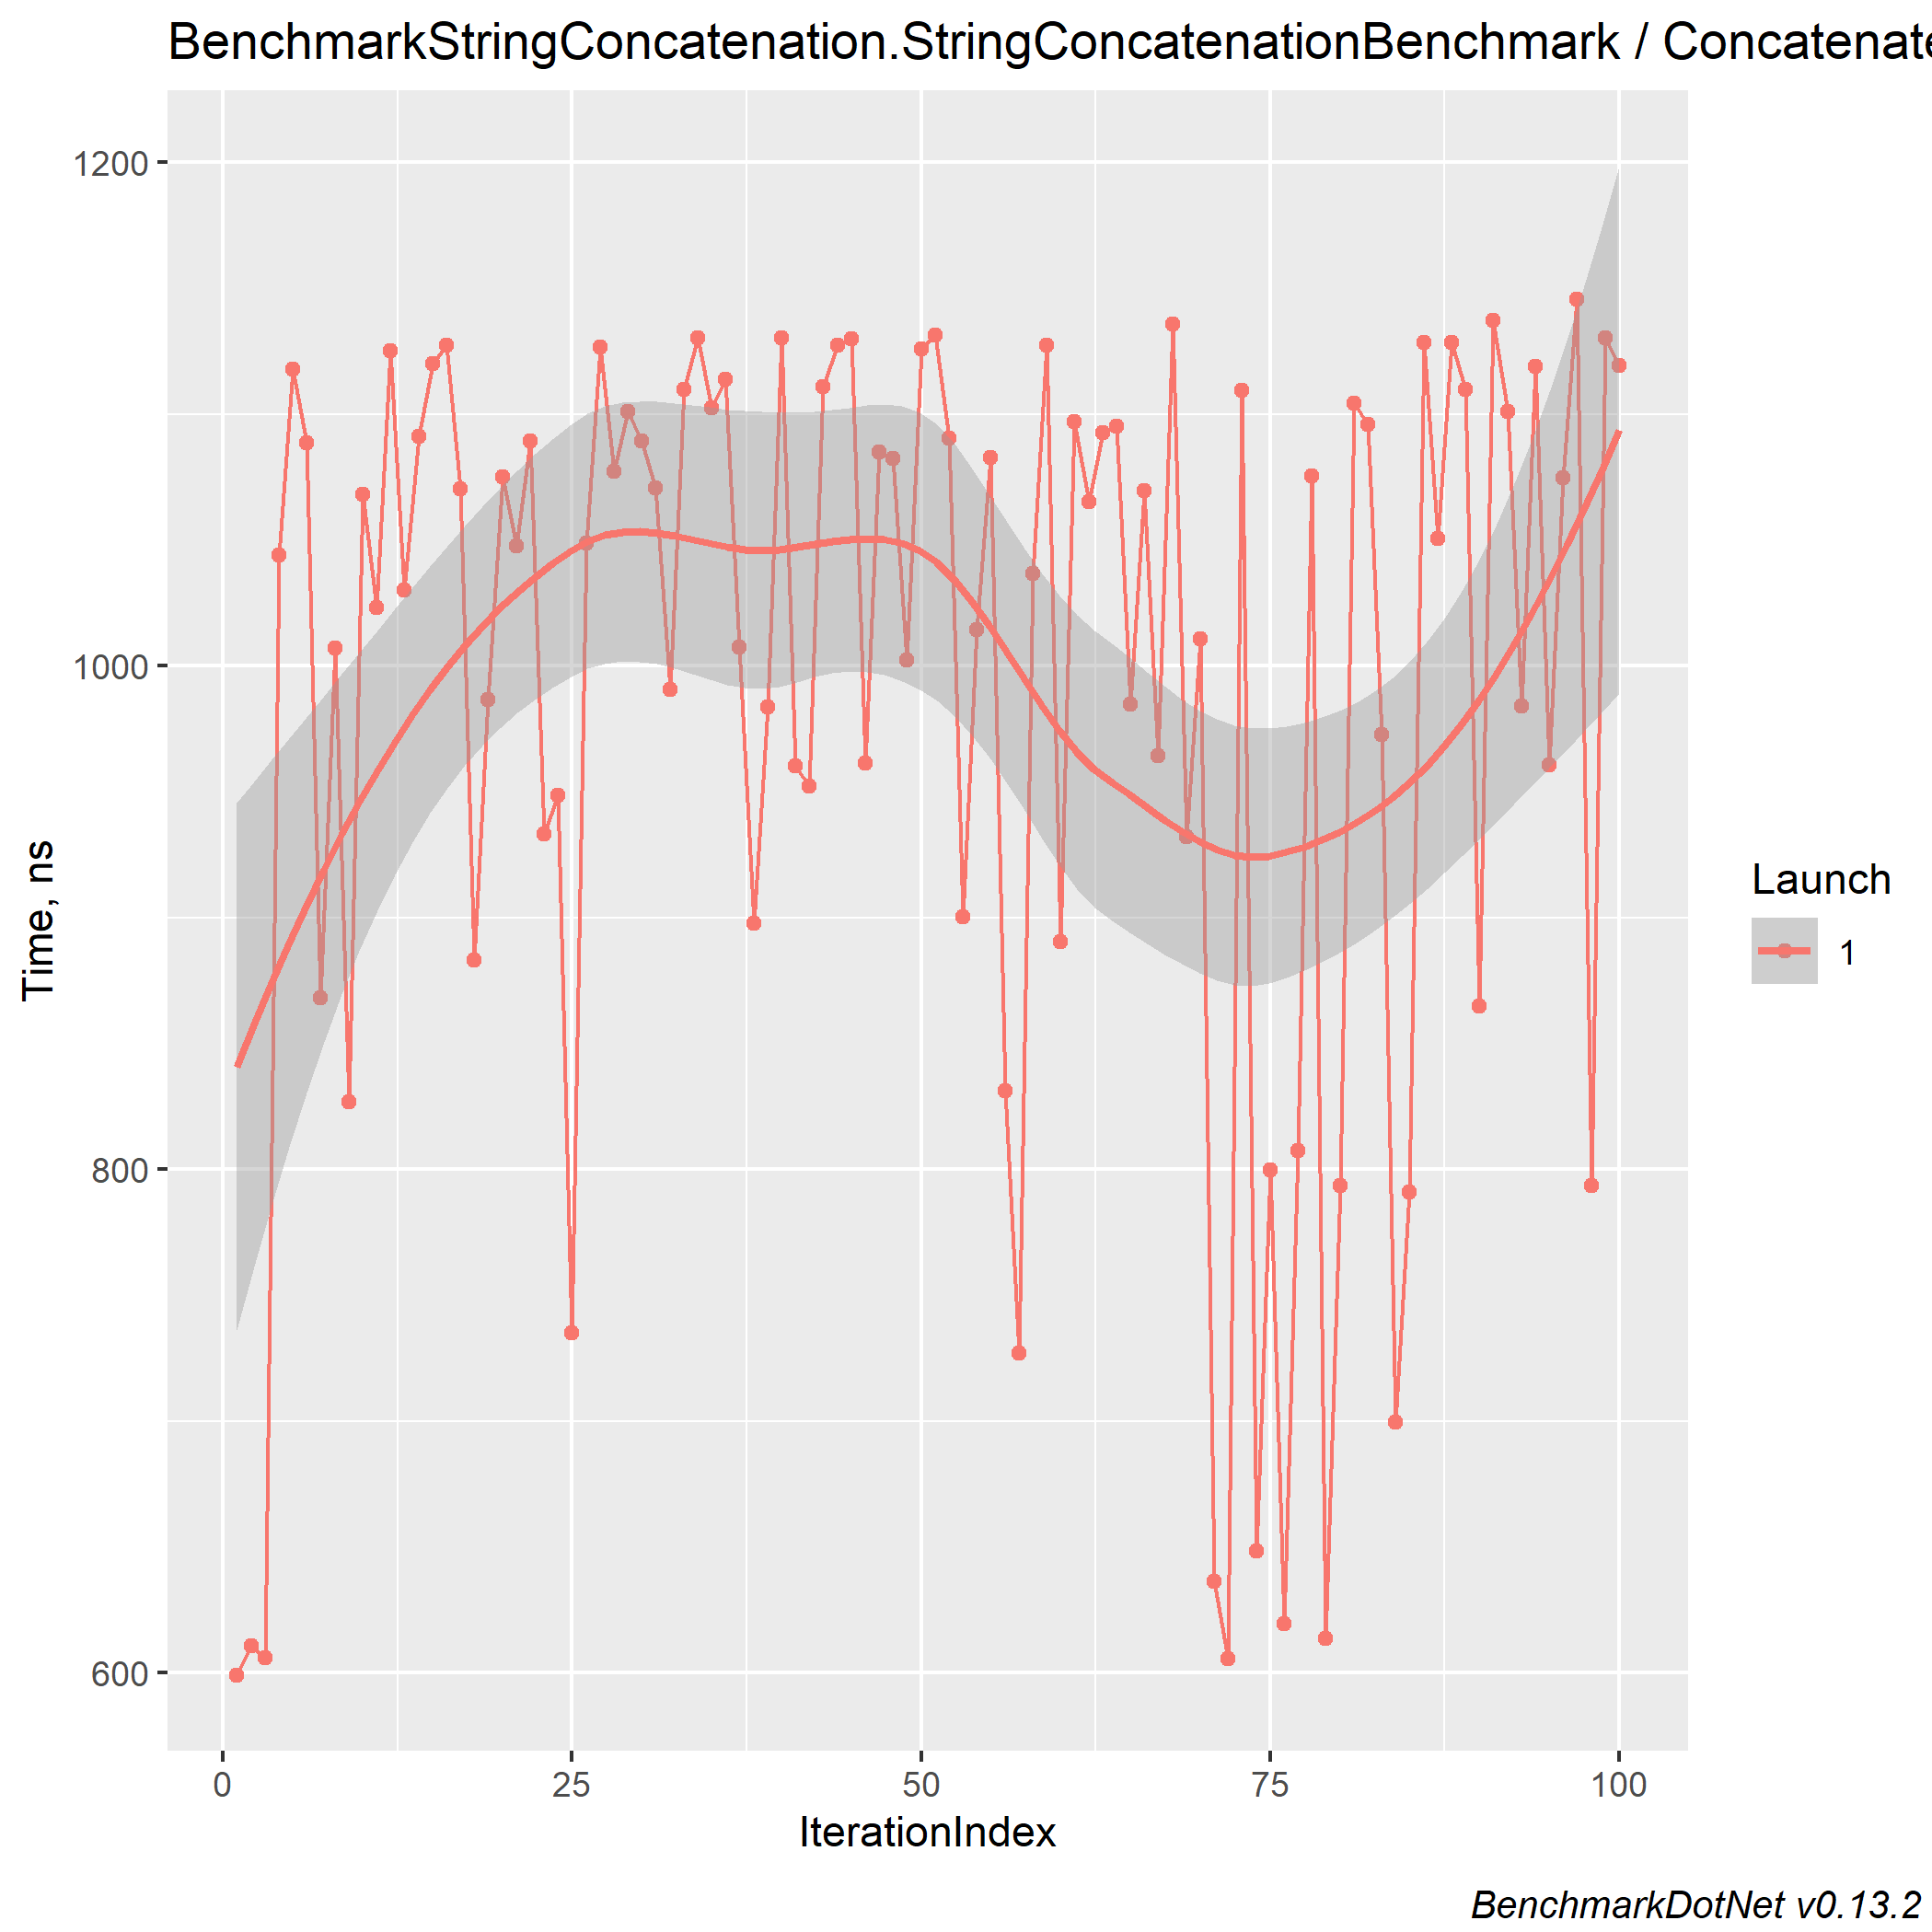 BenchmarkStringConcatenation.StringConcatenationBenchmark / Concatenate
Time, ns
1200
1000
800
600
0 25 50 75 100
IterationIndex
Launch
1
BenchmarkDotNet v0.13.2